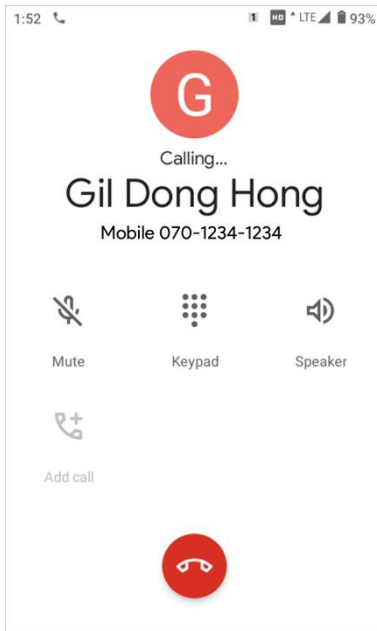 1:52 1 HD LTE 93%
G
Calling...
Gil Dong Hong
Mobile 070-1234-1234
Mute Keypad Speaker
Add call